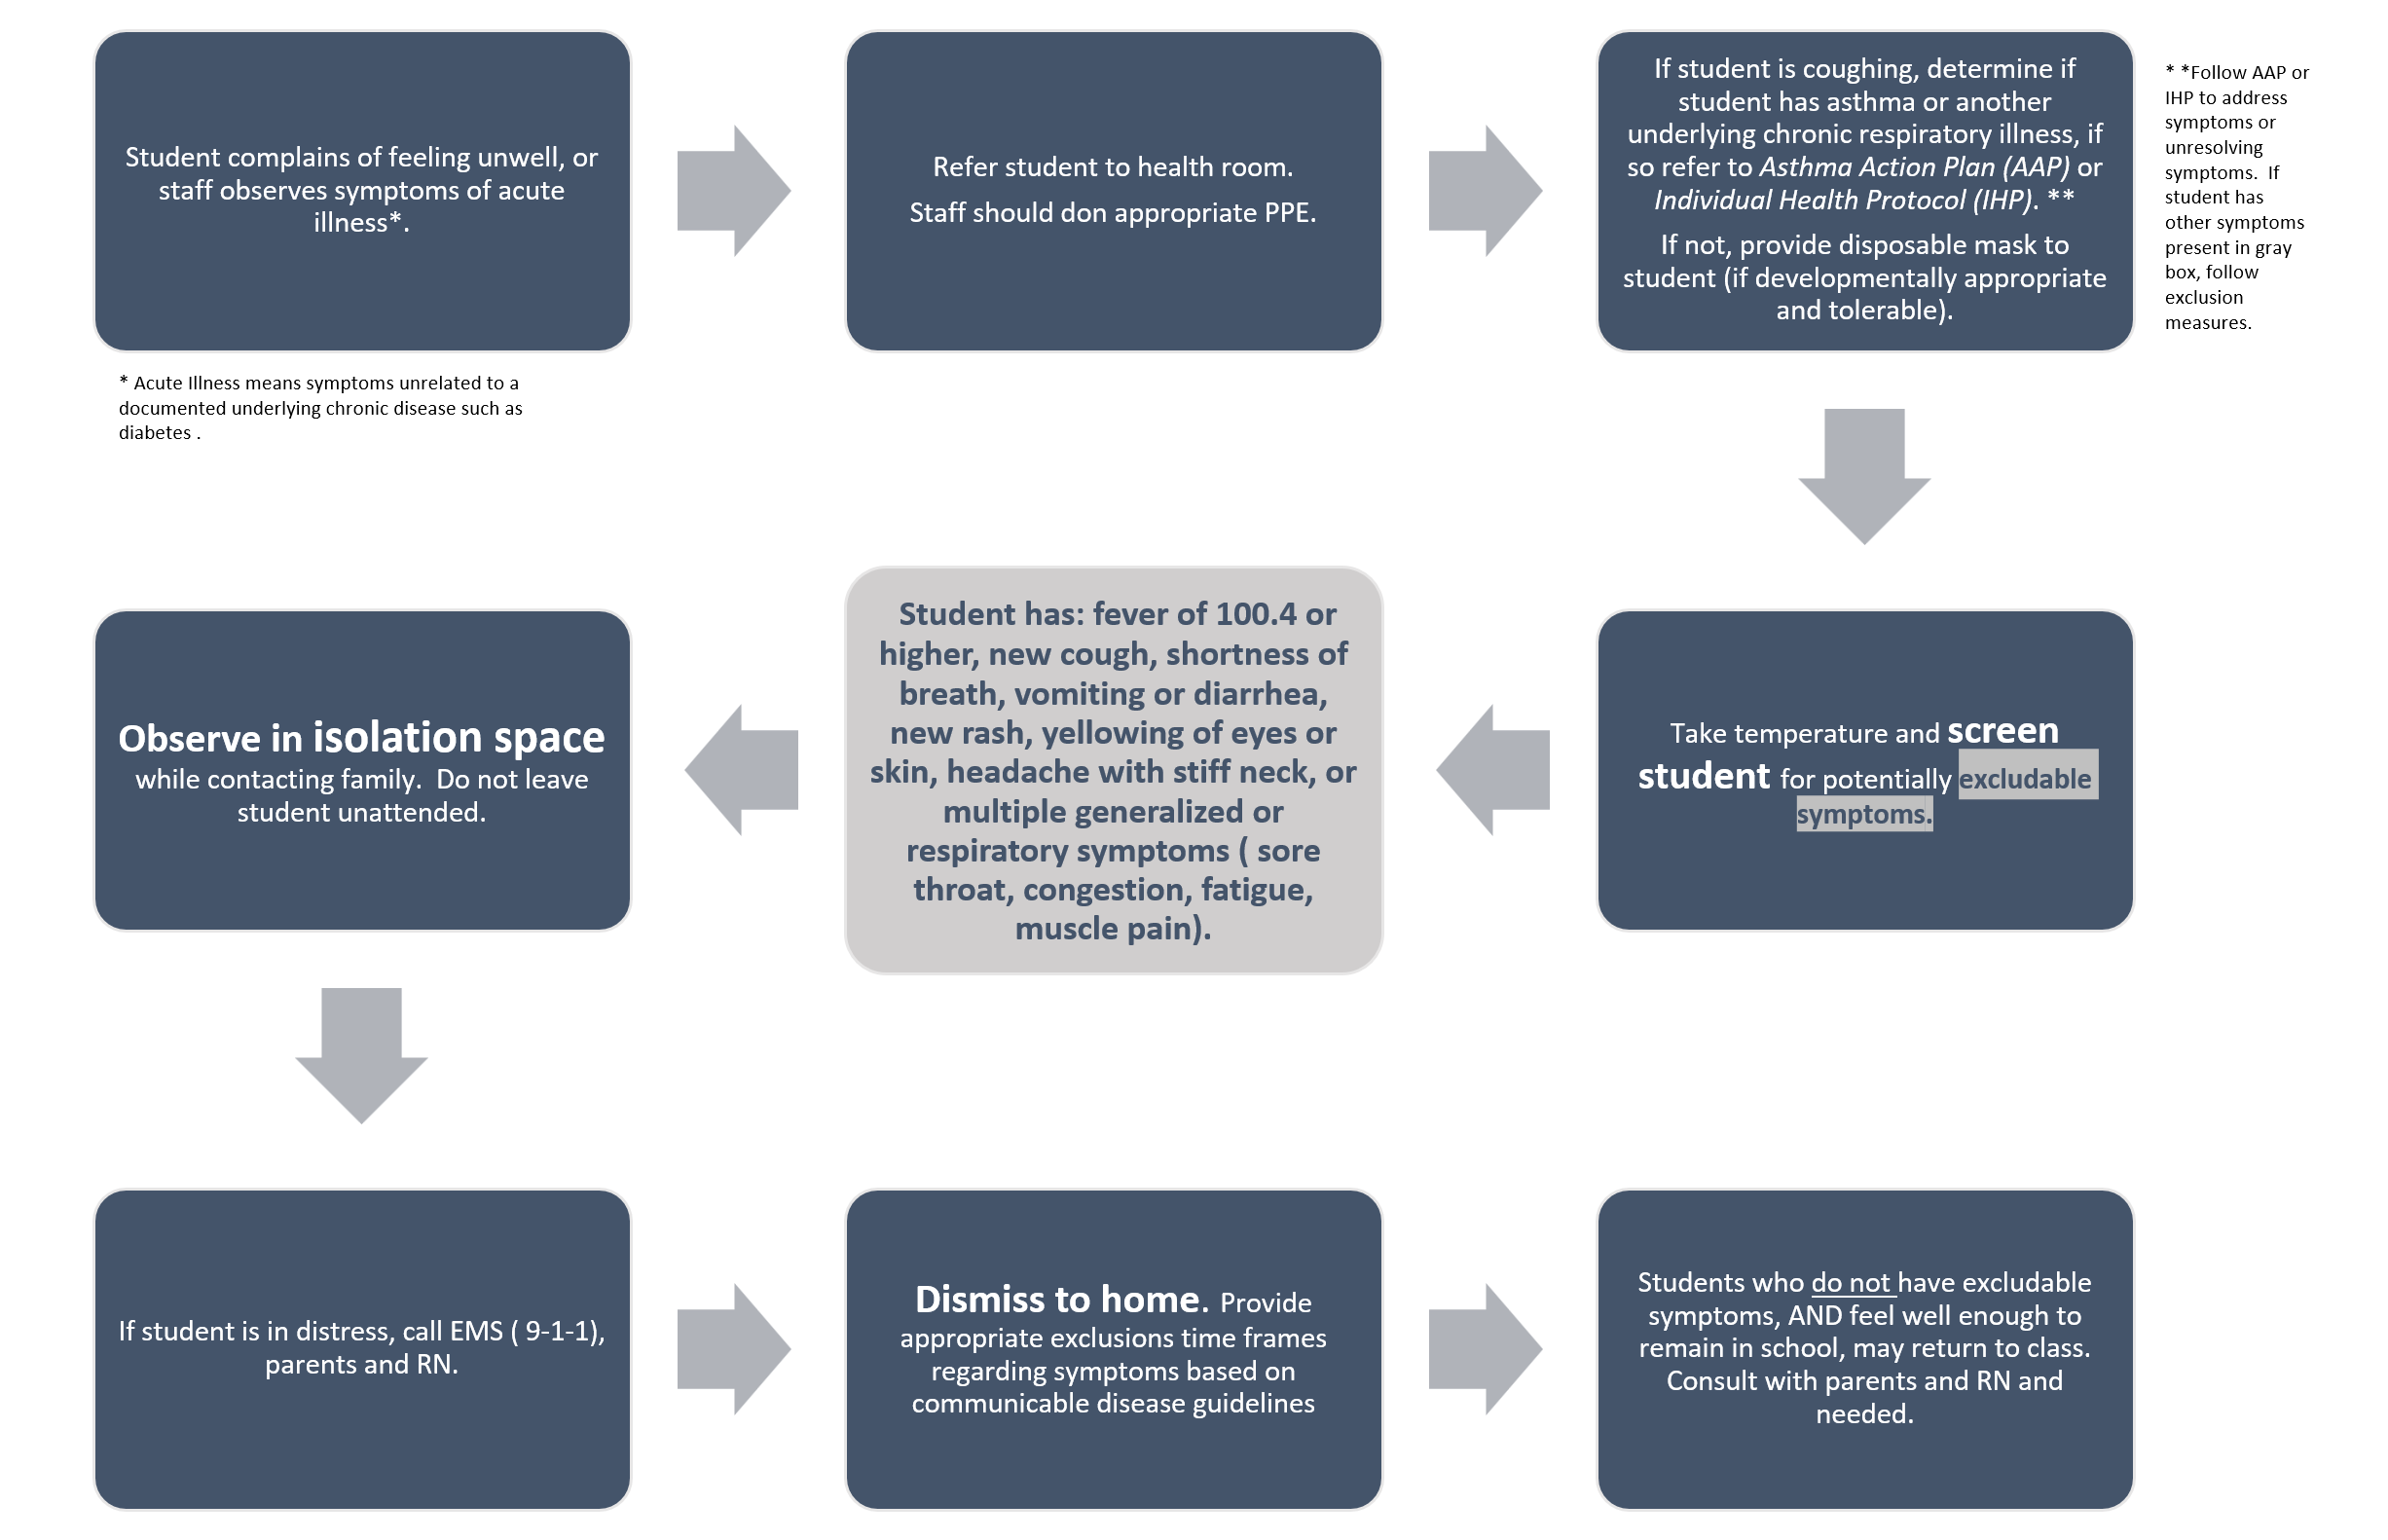 Student complains of feeling unwell, or
staff observes symptoms of acute
illness*.
* Acute Illness means symptoms unrelated to a
documented underlying chronic disease such as
diabetes .
Refer student to health room.
Staff should don appropriate PPE.
If student is coughing, determine if
student has asthma or another
underlying chronic respiratory illness, if
so refer to Asthma Action Plan (AAP) or
Individual Health Protocol (IHP). **
If not, provide disposable mask to
student (if developmentally appropriate
and tolerable).
* *Follow AAP or
IHP to address
symptoms or
unresolving
symptoms.  If
student has
other symptoms
present in gray
box, follow
exclusion
measures.
Take temperature and screen
student for potentially excludable
symptoms.
Student has: fever of 100.4 or
higher, new cough, shortness of
breath, vomiting or diarrhea,
new rash, yellowing of eyes or
skin, headache with stiff neck, or
multiple generalized or
respiratory symptoms ( sore
throat, congestion, fatigue,
muscle pain).
Observe in isolation space
while contacting family.  Do not leave
student unattended.
If student is in distress, call EMS ( 9-1-1),
parents and RN.
Dismiss to home. Provide
appropriate exclusions time frames
regarding symptoms based on
communicable disease guidelines
Students who do not have excludable
symptoms, AND feel well enough to
remain in school, may return to class.
Consult with parents and RN and
needed.